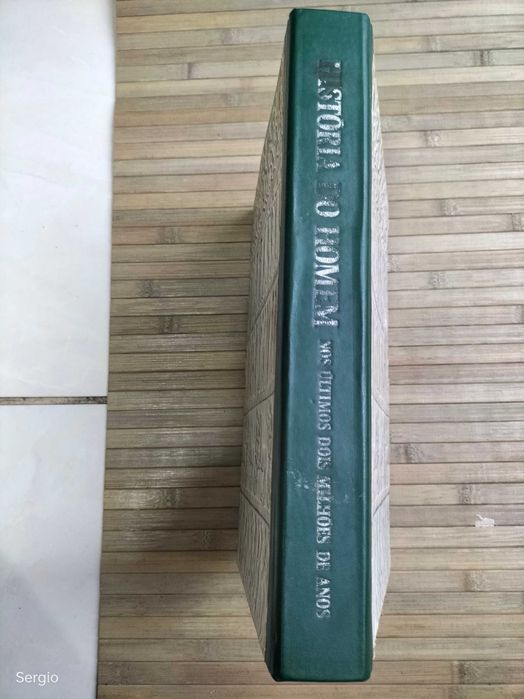 HISTÓRIA DO HOMEM NOS ÚLTIMOS DOIS MILHÕES DE ANOS
Sergio